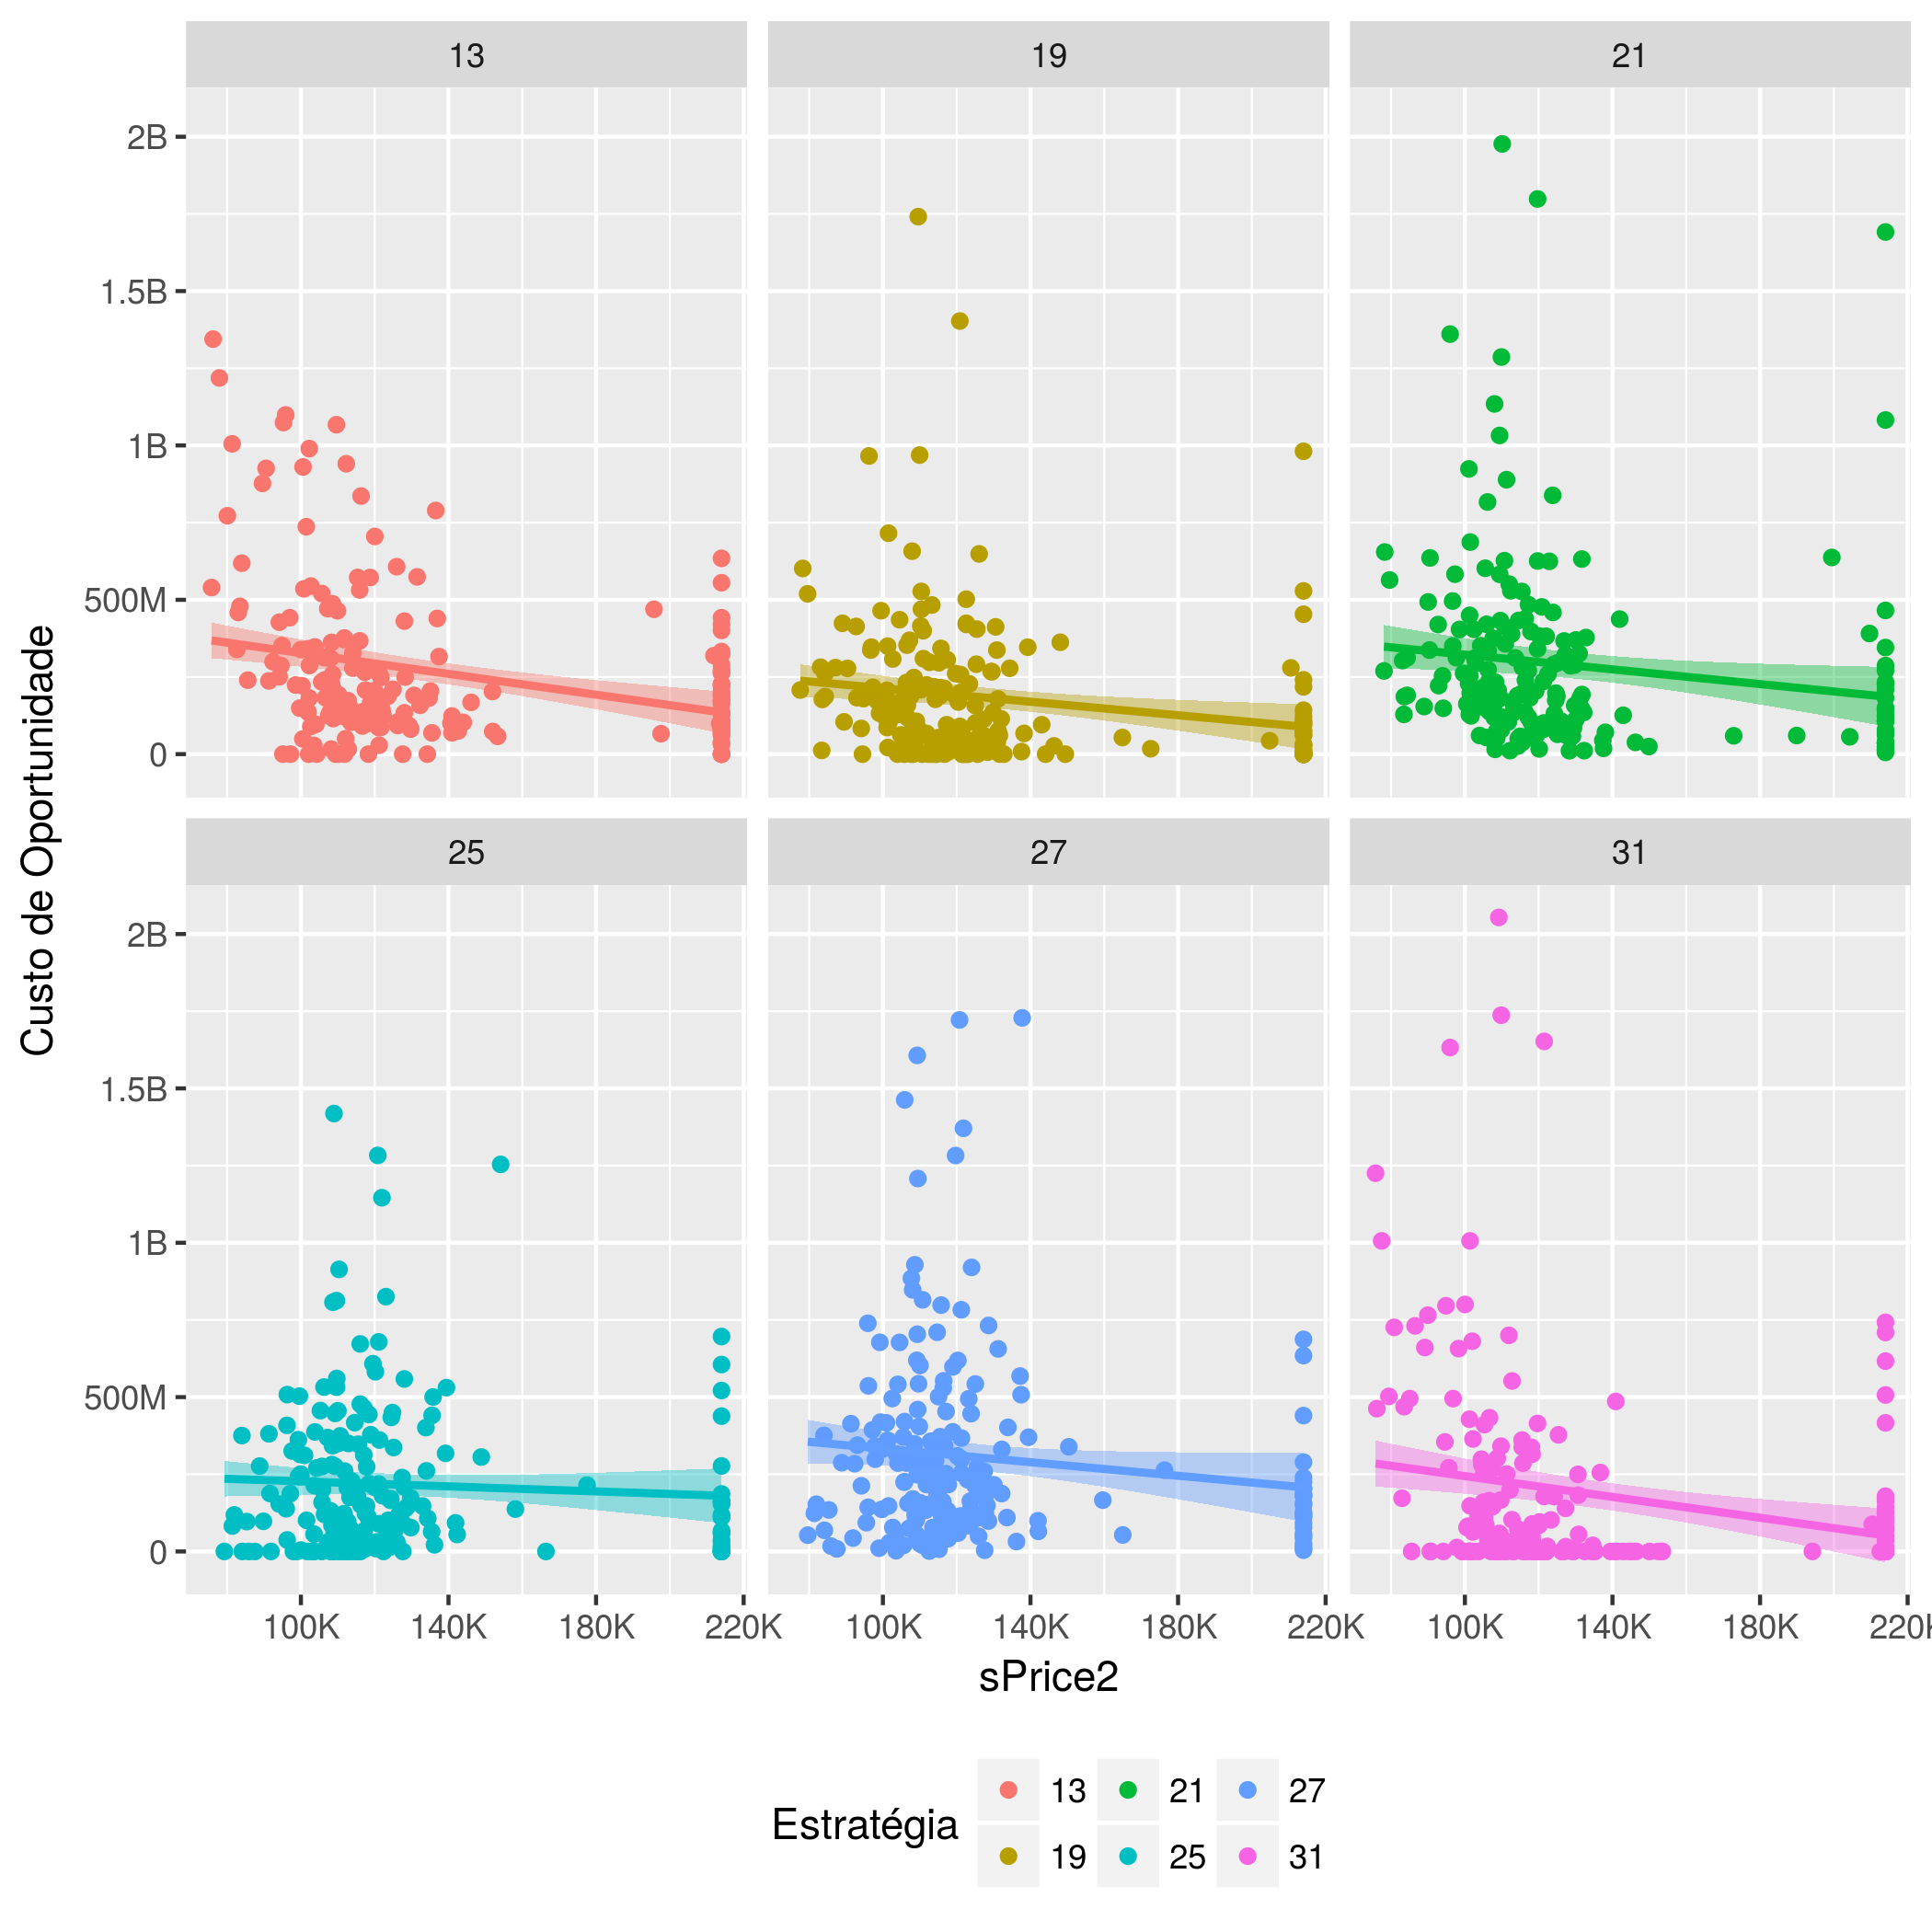 13 19 21
2B
1.5B
1B
500M
0
25 27 31
2B
1.5B
1B
500M
0
Custo de Oportunidade
100K 140K 180K 220K 100K 140K 180K 220K 100K 140K 180K 220K
sPrice2
Estratégia
13 21 27
19 25 31